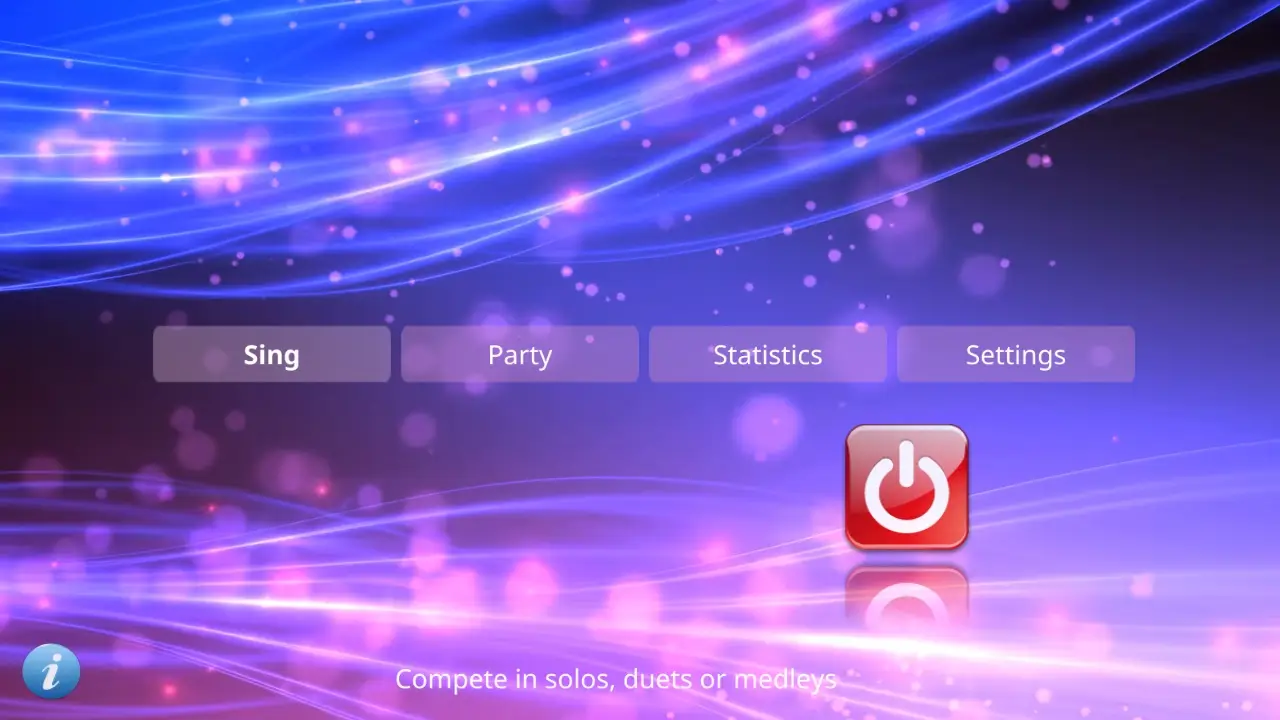 Sing
Party
Statistics
Settings
i
Compete in solos, duets or medleys